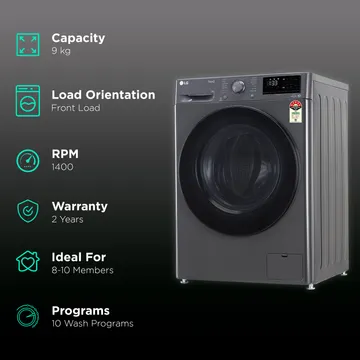 Capacity
9 kg
Load Orientation
Front Load
RPM
1400
Warranty
2 Years
Ideal For
8-10 Members
Programs
10 Wash Programs
LG